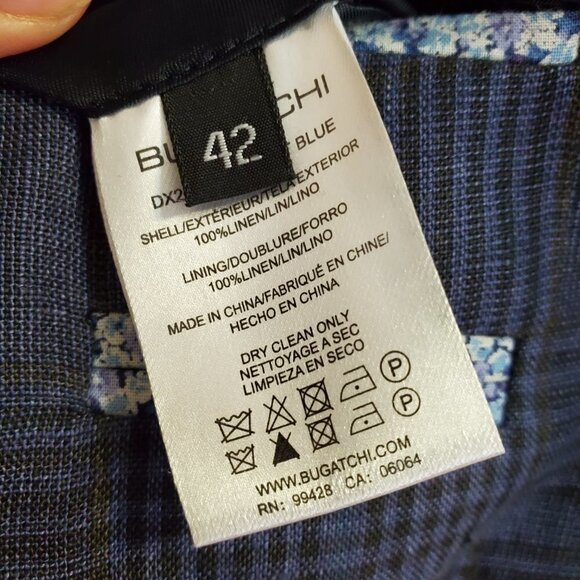 42
BLUE
SHELL/EXTÉRIEUR/TELA EXTERIOR
100%LINEN/LIN/LINO
LINING/DOUBLURE/FORRO
100%LINEN/LIN/LINO
MADE IN CHINA/FABRIQUÉ EN CHINE/
HECHO EN CHINA
DRY CLEAN ONLY
NETTOYAGE A SEC
LIMPIEZA EN SECO
P
P
WWW.BUGATCHI.COM
RN: 99428 CA: 06064